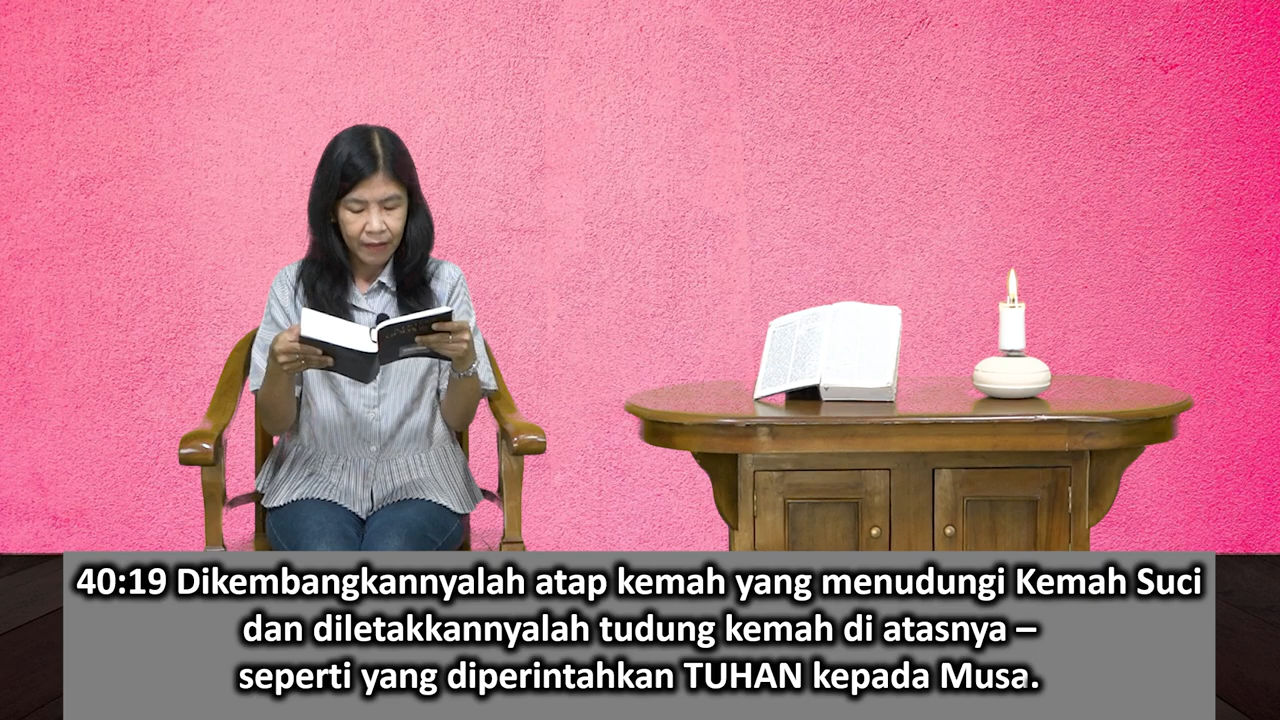 40:19 Dikembangkannyalah atap kemah yang menudungi Kemah Suci
dan diletakkannyalah tudung kemah di atasnya –
seperti yang diperintahkan TUHAN kepada Musa.